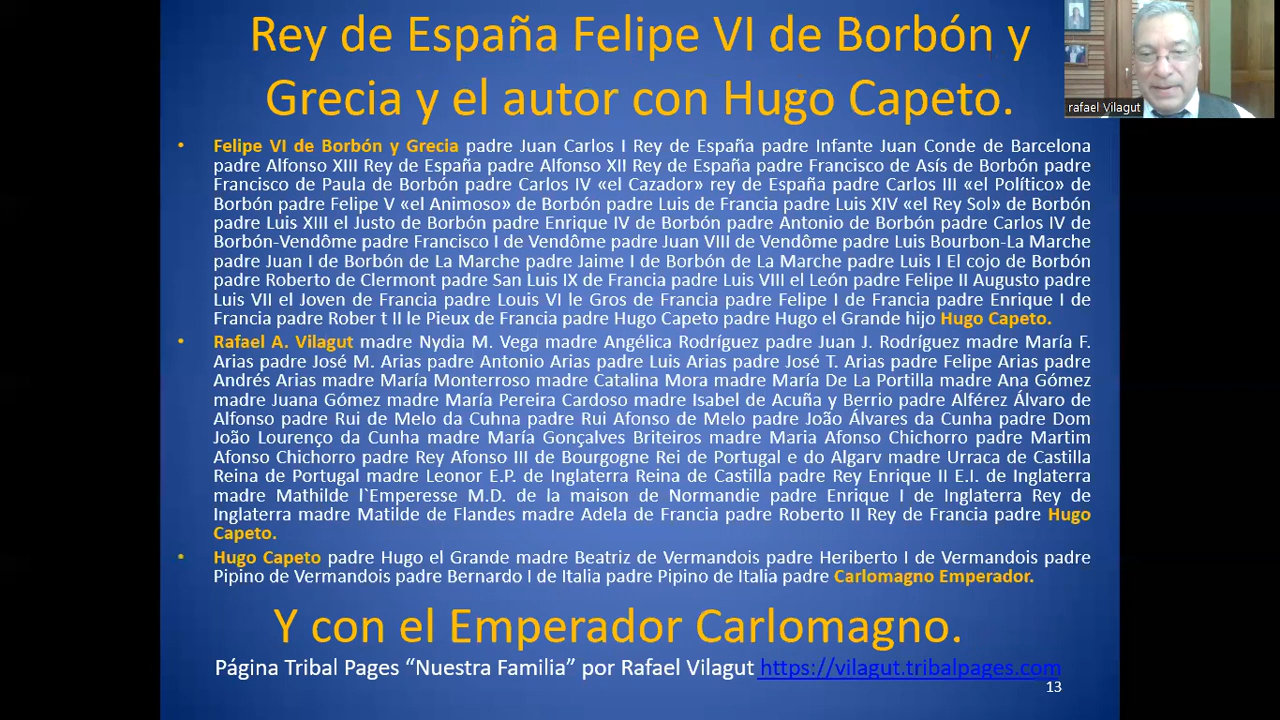 Rey de España Felipe VI de Borbón y
Grecia y el autor con Hugo Capeto.
rafael Vilagut
• Felipe VI de Borbón y Grecia padre Juan Carlos I Rey de España padre Infante Juan Conde de Barcelona
padre Alfonso XIII Rey de España padre Alfonso XII Rey de España padre Francisco de Asís de Borbón padre
Francisco de Paula de Borbón padre Carlos IV «el Cazador» rey de España padre Carlos III «el Político» de
Borbón padre Felipe V «el Animoso» de Borbón padre Luis de Francia padre Luis XIV «el Rey Sol» de Borbón
padre Luis XIII el Justo de Borbón padre Enrique IV de Borbón padre Antonio de Borbón padre Carlos IV de
Borbón-Vendôme padre Francisco I de Vendôme padre Juan VIII de Vendôme padre Luis Bourbon-La Marche
padre Juan I de Borbón de La Marche padre Jaime I de Borbón de La Marche padre Luis I El cojo de Borbón
padre Roberto de Clermont padre San Luis IX de Francia padre Luis VIII el León padre Felipe II Augusto padre
Luis VII el Joven de Francia padre Louis VI le Gros de Francia padre Felipe I de Francia padre Enrique I de
Francia padre Rober t II le Pieux de Francia padre Hugo Capeto padre Hugo el Grande hijo Hugo Capeto.
• Rafael A. Vilagut madre Nydia M. Vega madre Angélica Rodríguez padre Juan J. Rodríguez madre María F.
Arias padre José M. Arias padre Antonio Arias padre Luis Arias padre José T. Arias padre Felipe Arias padre
Andrés Arias madre María Monterroso madre Catalina Mora madre María De La Portilla madre Ana Gómez
madre Juana Gómez madre María Pereira Cardoso madre Isabel de Acuña y Berrio padre Alférez Álvaro de
Alfonso padre Rui de Melo da Cuhna padre Rui Afonso de Melo padre João Álvares da Cunha padre Dom
João Lourenço da Cunha madre María Gonçalves Briteiros madre Maria Afonso Chichorro padre Martim
Afonso Chichorro padre Rey Afonso III de Bourgogne Rei de Portugal e do Algarv madre Urraca de Castilla
Reina de Portugal madre Leonor E.P. de Inglaterra Reina de Castilla padre Rey Enrique II E.I. de Inglaterra
madre Mathilde l`Emperesse M.D. de la maison de Normandie padre Enrique I de Inglaterra Rey de
Inglaterra madre Matilde de Flandes madre Adela de Francia padre Roberto II Rey de Francia padre Hugo
Capeto.
• Hugo Capeto padre Hugo el Grande madre Beatriz de Vermandois padre Heriberto I de Vermandois padre
Pipino de Vermandois padre Bernardo I de Italia padre Pipino de Italia padre Carlomagno Emperador.
Y con el Emperador Carlomagno.
Página Tribal Pages “Nuestra Familia” por Rafael Vilagut https://vilagut.tribalpages.com
13